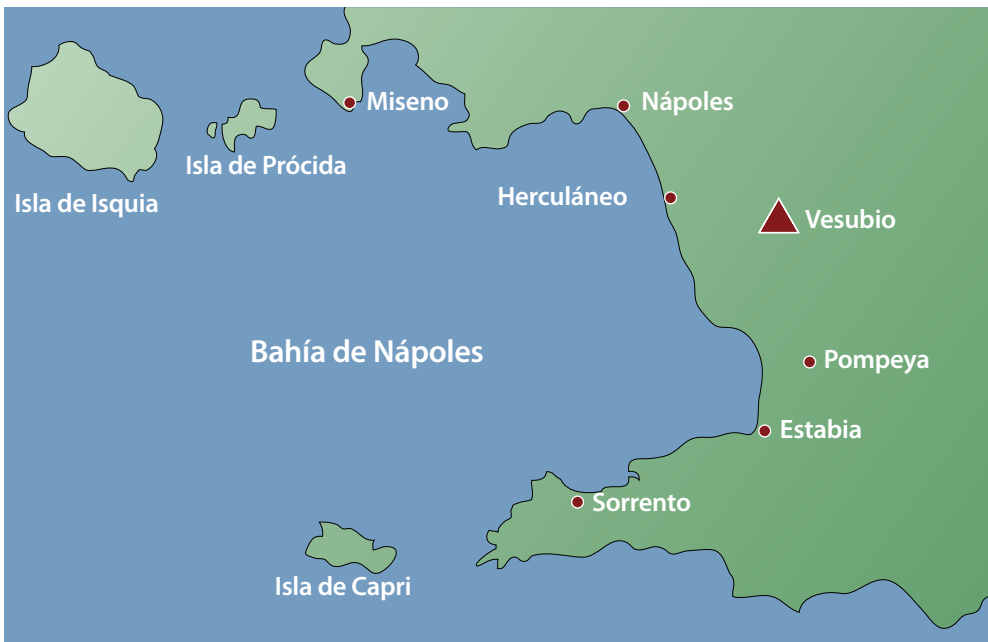 Miseno
Nápoles
Isla de Prócida
Isla de Isquia
Herculáneo
Vesubio
Bahía de Nápoles
Pompeya
Estabia
Sorrento
Isla de Capri